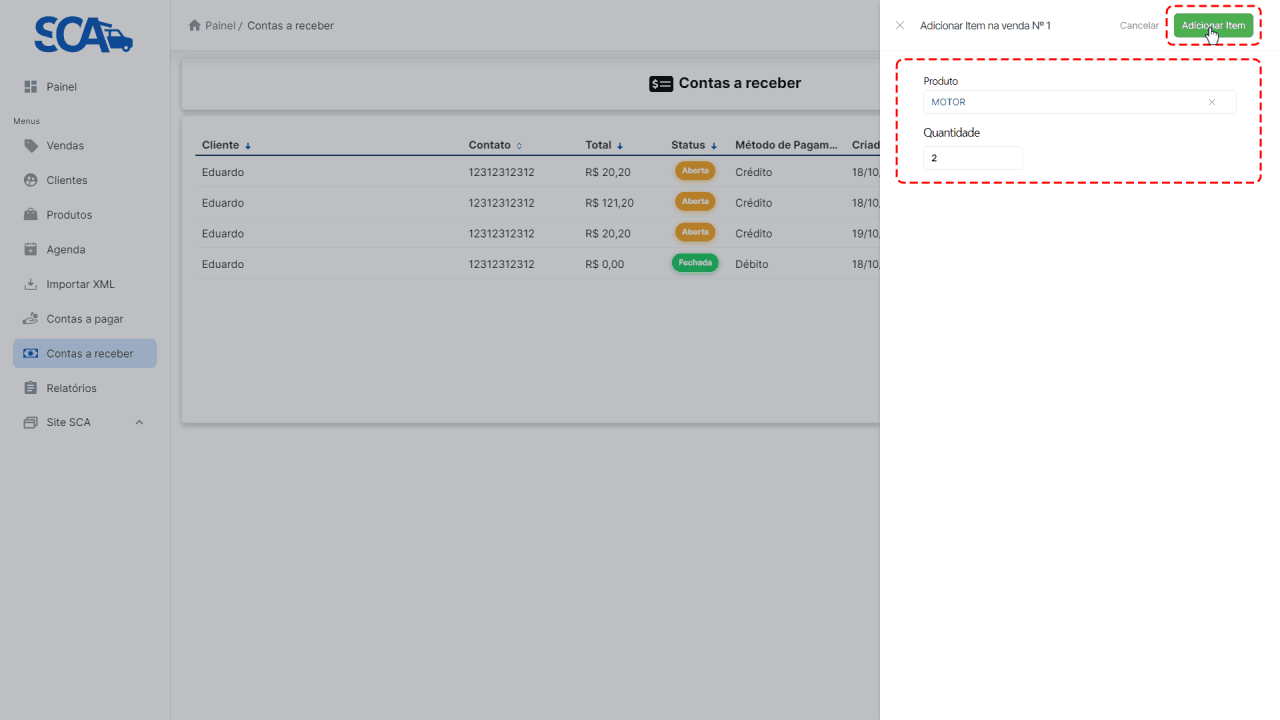 SCA
Painel / Contas a receber
Adicionar Item na venda Nº 1
Cancelar
Adicionar Item
Painel
Menus
Vendas
Clientes
Produtos
Agenda
Importar XML
Contas a pagar
Contas a receber
Relatórios
Site SCA
Contas a receber
Cliente Contato Total Status Método de Pagam... Criad
Eduardo 12312312312 R$ 20,20 Aberta Crédito 18/10,
Eduardo 12312312312 R$ 121,20 Aberta Crédito 18/10,
Eduardo 12312312312 R$ 20,20 Aberta Crédito 19/10,
Eduardo 12312312312 R$ 0,00 Fechada Débito 18/10,
Produto
MOTOR
Quantidade
2